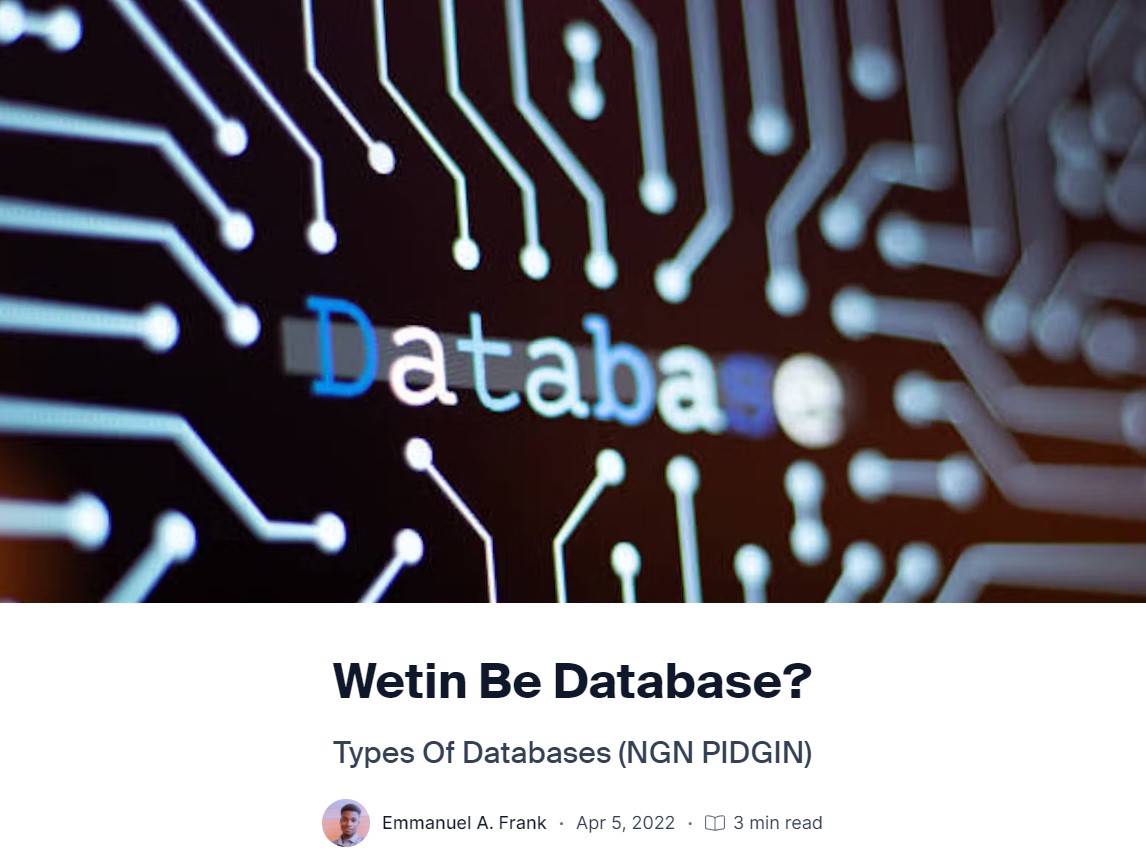 Database
Wetin Be Database?
Types Of Databases (NGN PIDGIN)
Emmanuel A. Frank · Apr 5, 2022 · 3 min read